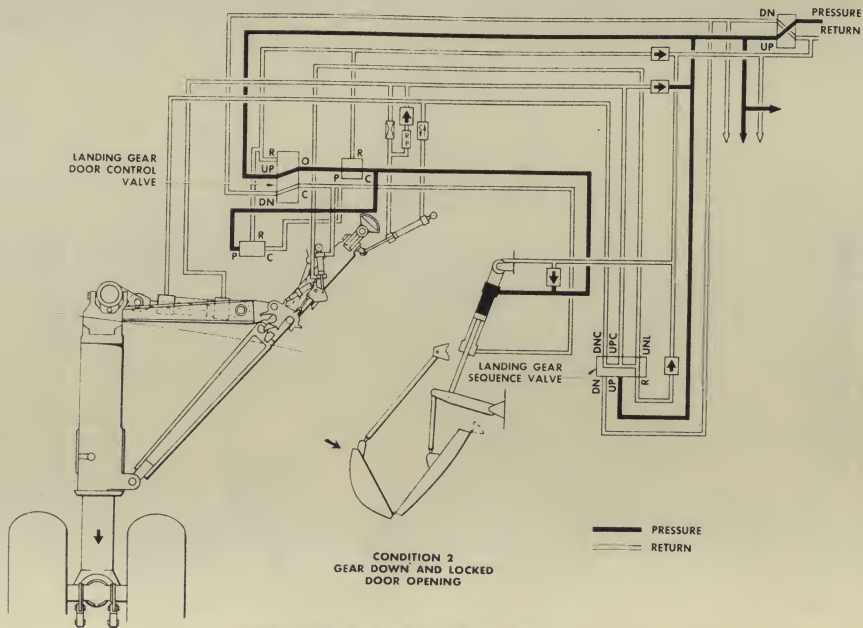 DN
PRESSURE
RETURN
UP
R
O
UP
R
LANDING GEAR
DOOR CONTROL
VALVE
P
C
C
DN
R
P
C
R
P
DNC
UPC
UNL
LANDING GEAR
SEQUENCE VALVE
DN
UP
R
PRESSURE
RETURN
CONDITION 2
GEAR DOWN AND LOCKED
DOOR OPENING